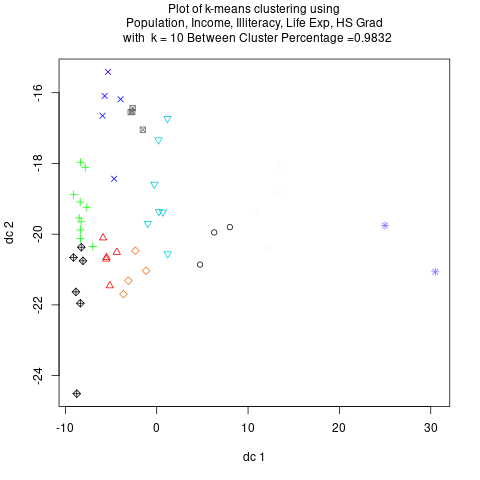 Plot of k-means clustering using
Population, Income, Illiteracy, Life Exp, HS Grad
with k = 10 Between Cluster Percentage =0.9832
-16
-18
-20
-22
-24
dc 2
-10 0 10 20 30
dc 1